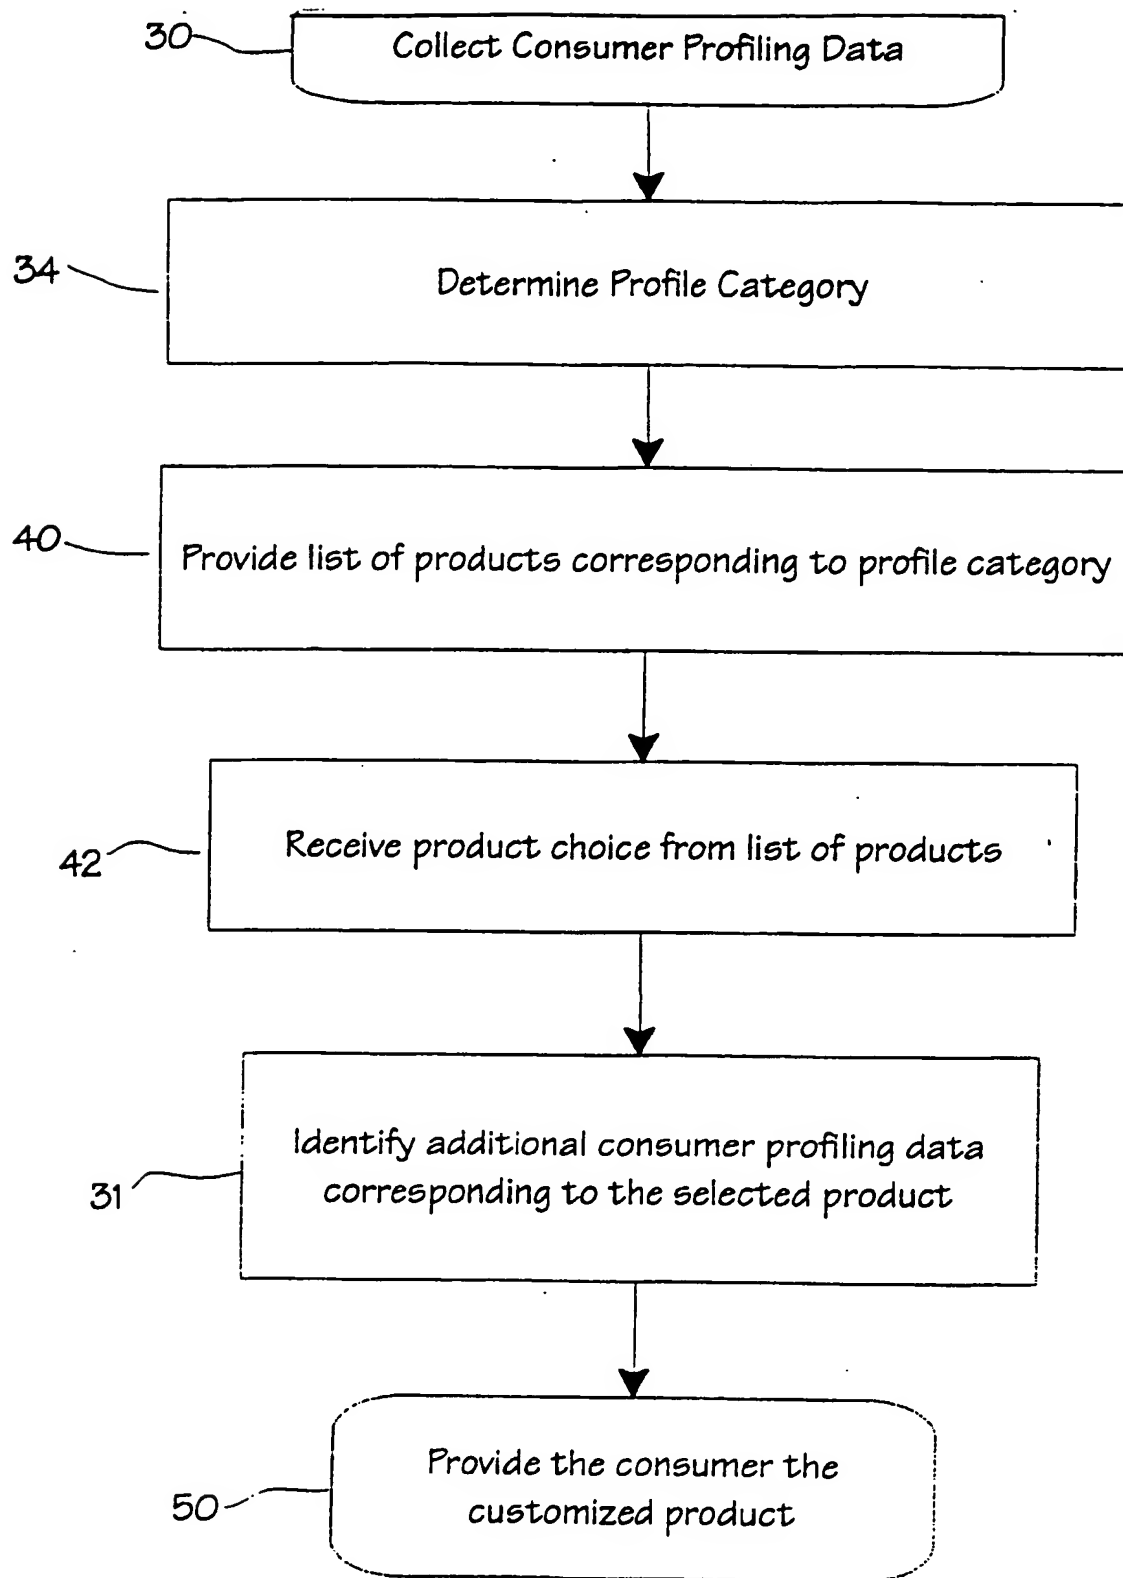 30
Collect Consumer Profiling Data
34
Determine Profile Category
40
Provide list of products corresponding to profile category
42
Receive product choice from list of products
31
Identify additional consumer profiling data
corresponding to the selected product
50
Provide the consumer the
customized product